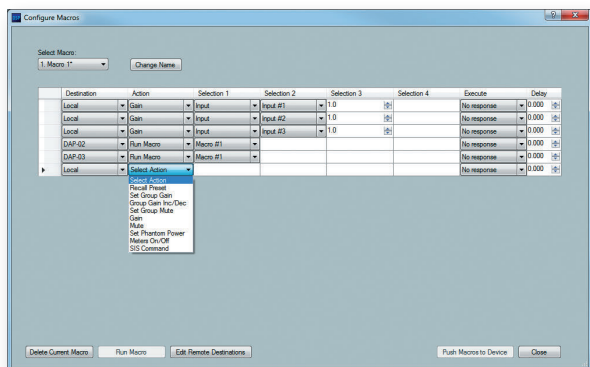 Configure Macros
Select Macro:
1. Macro 1* Change Name
Destination Action Selection 1 Selection 2 Selection 3 Selection 4 Execute Delay
Local Gain Input Input #1 1.0 No response 0.000
Local Gain Input Input #2 1.0 No response 0.000
Local Gain Input Input #3 1.0 No response 0.000
DAP-02 Run Macro Macro #1 No response 0.000
DAP-03 Run Macro Macro #1 No response 0.000
Local Select Action No response 0.000
Select Action
Recall Preset
Set Group Gain
Group Gain Inc/Dec
Set Group Mute
Gain
Mute
Set Phantom Power
Meters On/Off
SIS Command
Delete Current Macro Run Macro Edit Remote Destinations Push Macros to Device Close